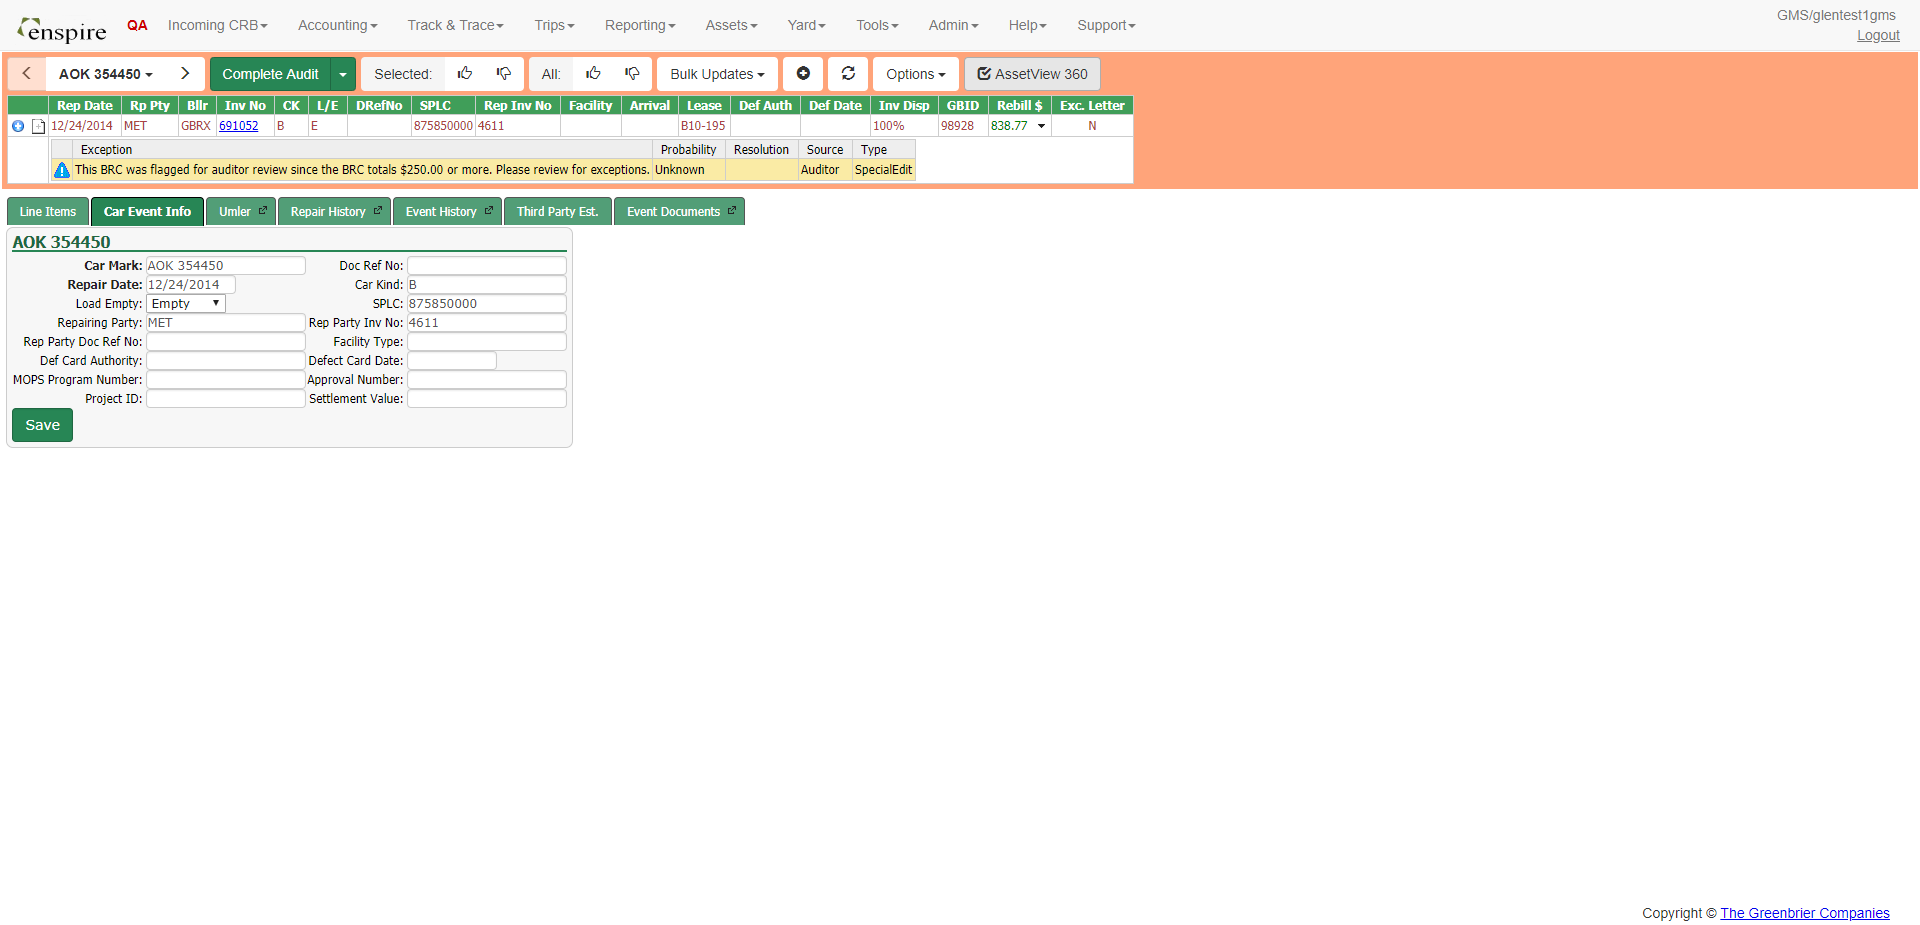 enspire QA Incoming CRB Accounting Track & Trace Trips Reporting Assets Yard Tools Admin Help Support GMS/glentest1gms
Logout
AOK 354450 Complete Audit Selected: All: Bulk Updates Options AssetView 360
Rep Date Rp Pty Bllr Inv No CK L/E DRefNo SPLC Rep Inv No Facility Arrival Lease Def Auth Def Date Inv Disp GBID Rebill $ Exc. Letter
12/24/2014 MET GBRX 691052 B E 875850000 4611 B10-195 100% 98928 838.77 N
Exception Probability Resolution Source Type
This BRC was flagged for auditor review since the BRC totals $250.00 or more. Please review for exceptions. Unknown Auditor SpecialEdit
Line Items Car Event Info Umler Repair History Event History Third Party Est. Event Documents
AOK 354450
Car Mark: AOK 354450 Doc Ref No:
Repair Date: 12/24/2014 Car Kind: B
Load Empty: Empty SPLC: 875850000
Repairing Party: MET Rep Party Inv No: 4611
Rep Party Doc Ref No: Facility Type:
Def Card Authority: Defect Card Date:
MOPS Program Number: Approval Number:
Project ID: Settlement Value:
Save
Copyright © The Greenbrier Companies